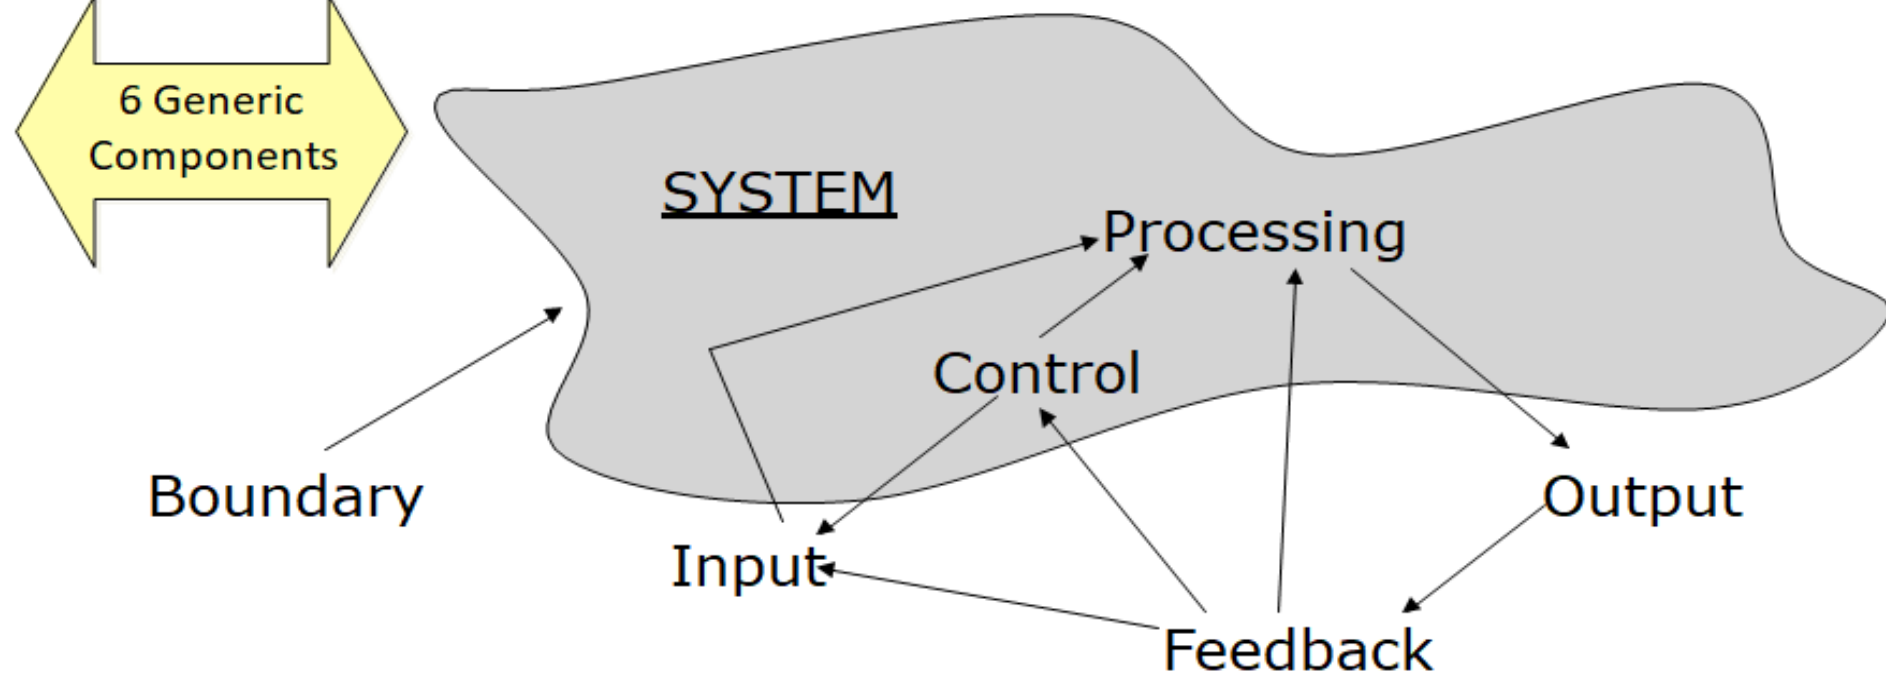 6 Generic
Components
SYSTEM
Processing
Control
Boundary
Output
Input
Feedback